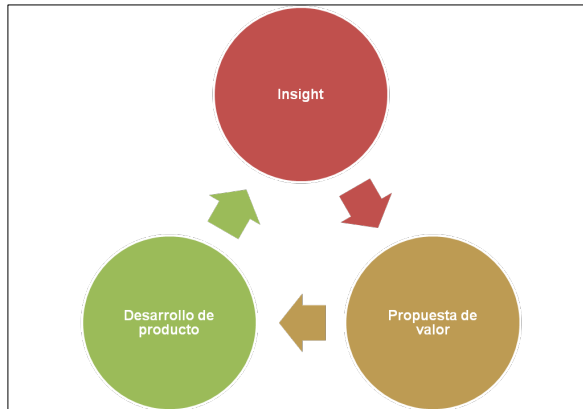 Insight
Desarrollo de
producto
Propuesta de
valor